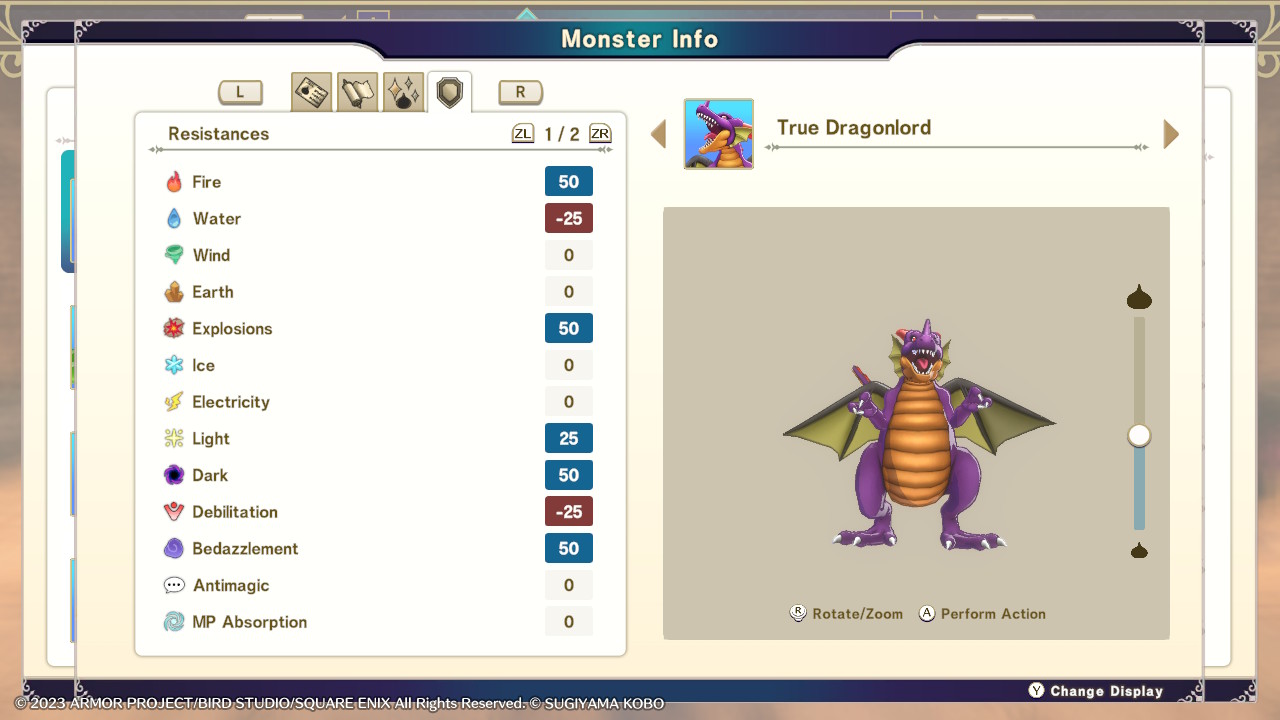 Monster Info
L
R
Resistances
ZL 1 / 2 ZR
Fire 50
Water -25
Wind 0
Earth 0
Explosions 50
Ice 0
Electricity 0
Light 25
Dark 50
Debilitation -25
Bedazzlement 50
Antimagic 0
MP Absorption 0
True Dragonlord
R Rotate/Zoom A Perform Action
Y Change Display
© 2023 ARMOR PROJECT/BIRD STUDIO/SQUARE ENIX All Rights Reserved. © SUGIYAMA KOBO